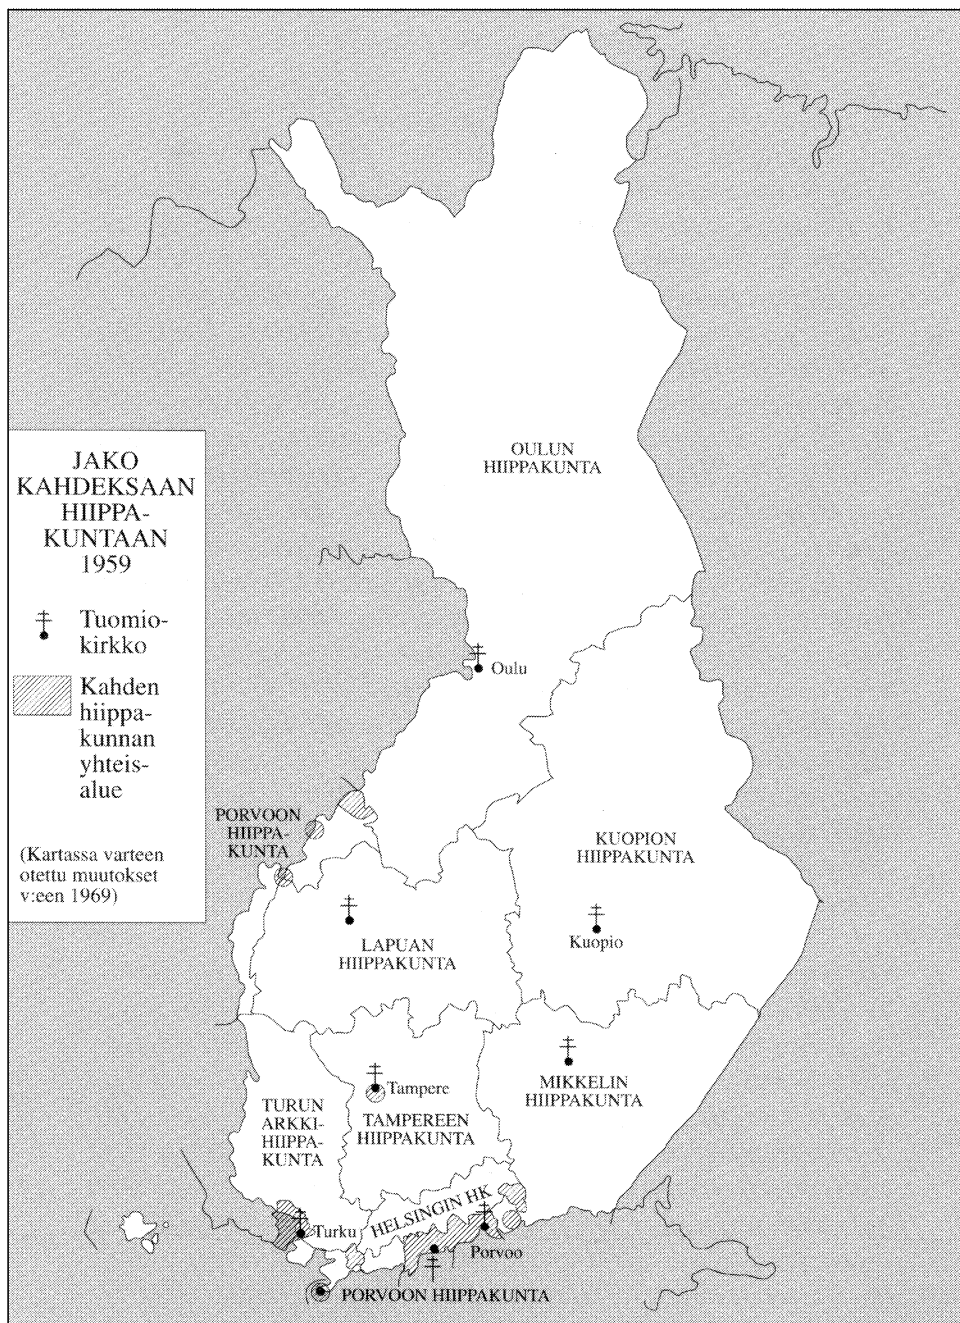 JAKO
KAHDEKSAAN
HIIPPA-
KUNTAAN
1959
Tuomio-
kirkko
Kahden
hiippa-
kunnan
yhteis-
alue
(Kartassa varteen
otettu muutokset
v:een 1969)
OULUN
HIIPPAKUNTA
Oulu
PORVOON
HIIPPA-
KUNTA
KUOPION
HIIPPAKUNTA
Kuopio
LAPUAN
HIIPPAKUNTA
MIKKELIN
HIIPPAKUNTA
Tampere
TAMPEREEN
HIIPPAKUNTA
TURUN
ARKKI-
HIIPPA-
KUNTA
HELSINGIN HK
Turku
Porvoo
PORVOON HIIPPAKUNTA